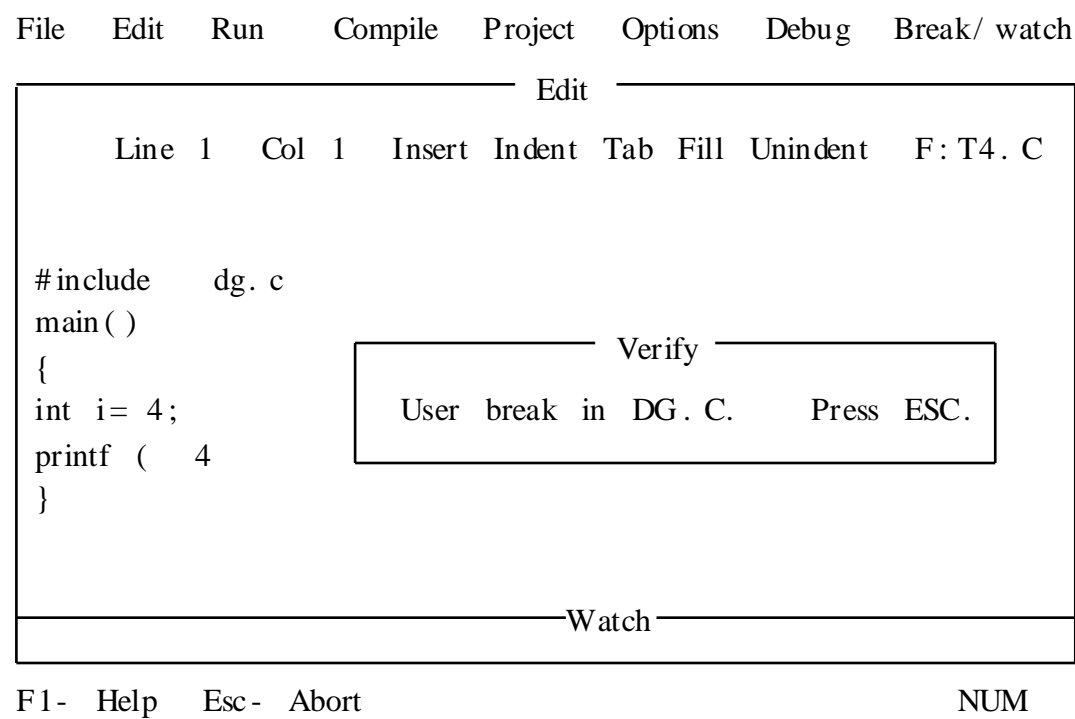 File Edit Run Compile Project Options Debug Break/ watch
Edit
Line 1 Col 1 Insert Indent Tab Fill Unindent F: T4. C
# include dg. c
main ( )
{
int i= 4;
printf ( 4
}
Verify
User break in DG. C. Press ESC.
Watch
F1- Help Esc- Abort NUM